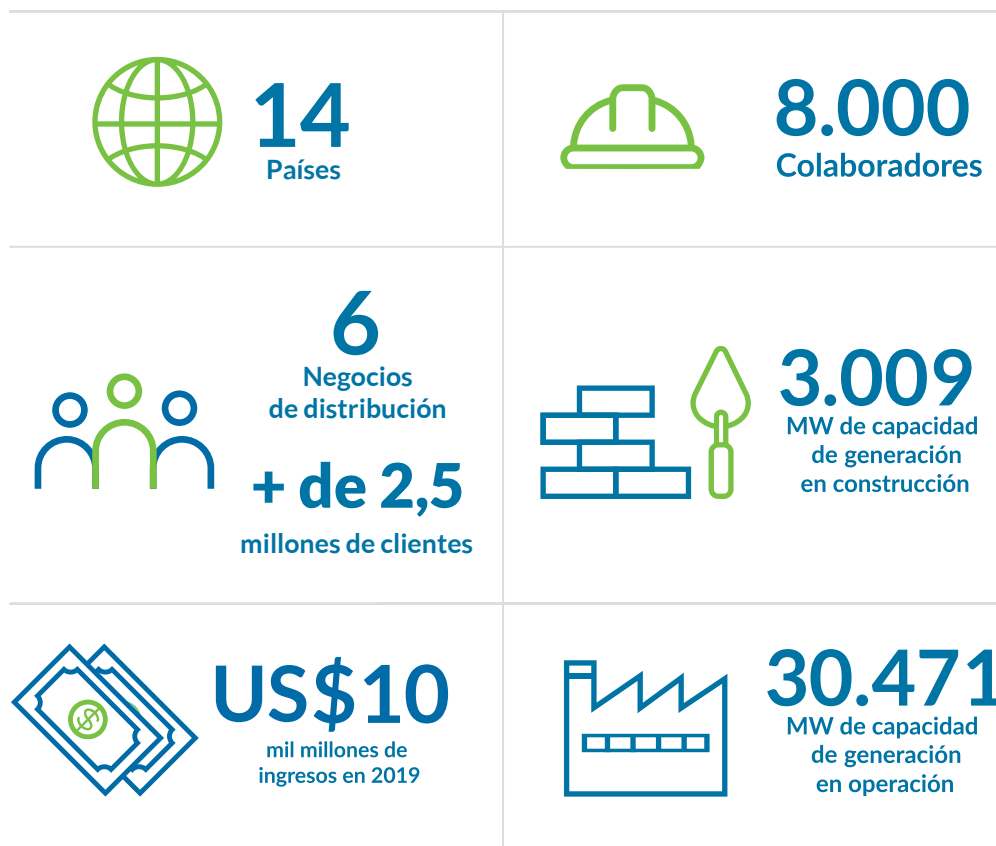 14
Países
8.000
Colaboradores
6
Negocios
de distribución
+ de 2,5
millones de clientes
3.009
MW de capacidad
de generación
en construcción
US$10
mil millones de
ingresos en 2019
30.471
MW de capacidad
de generación
en operación